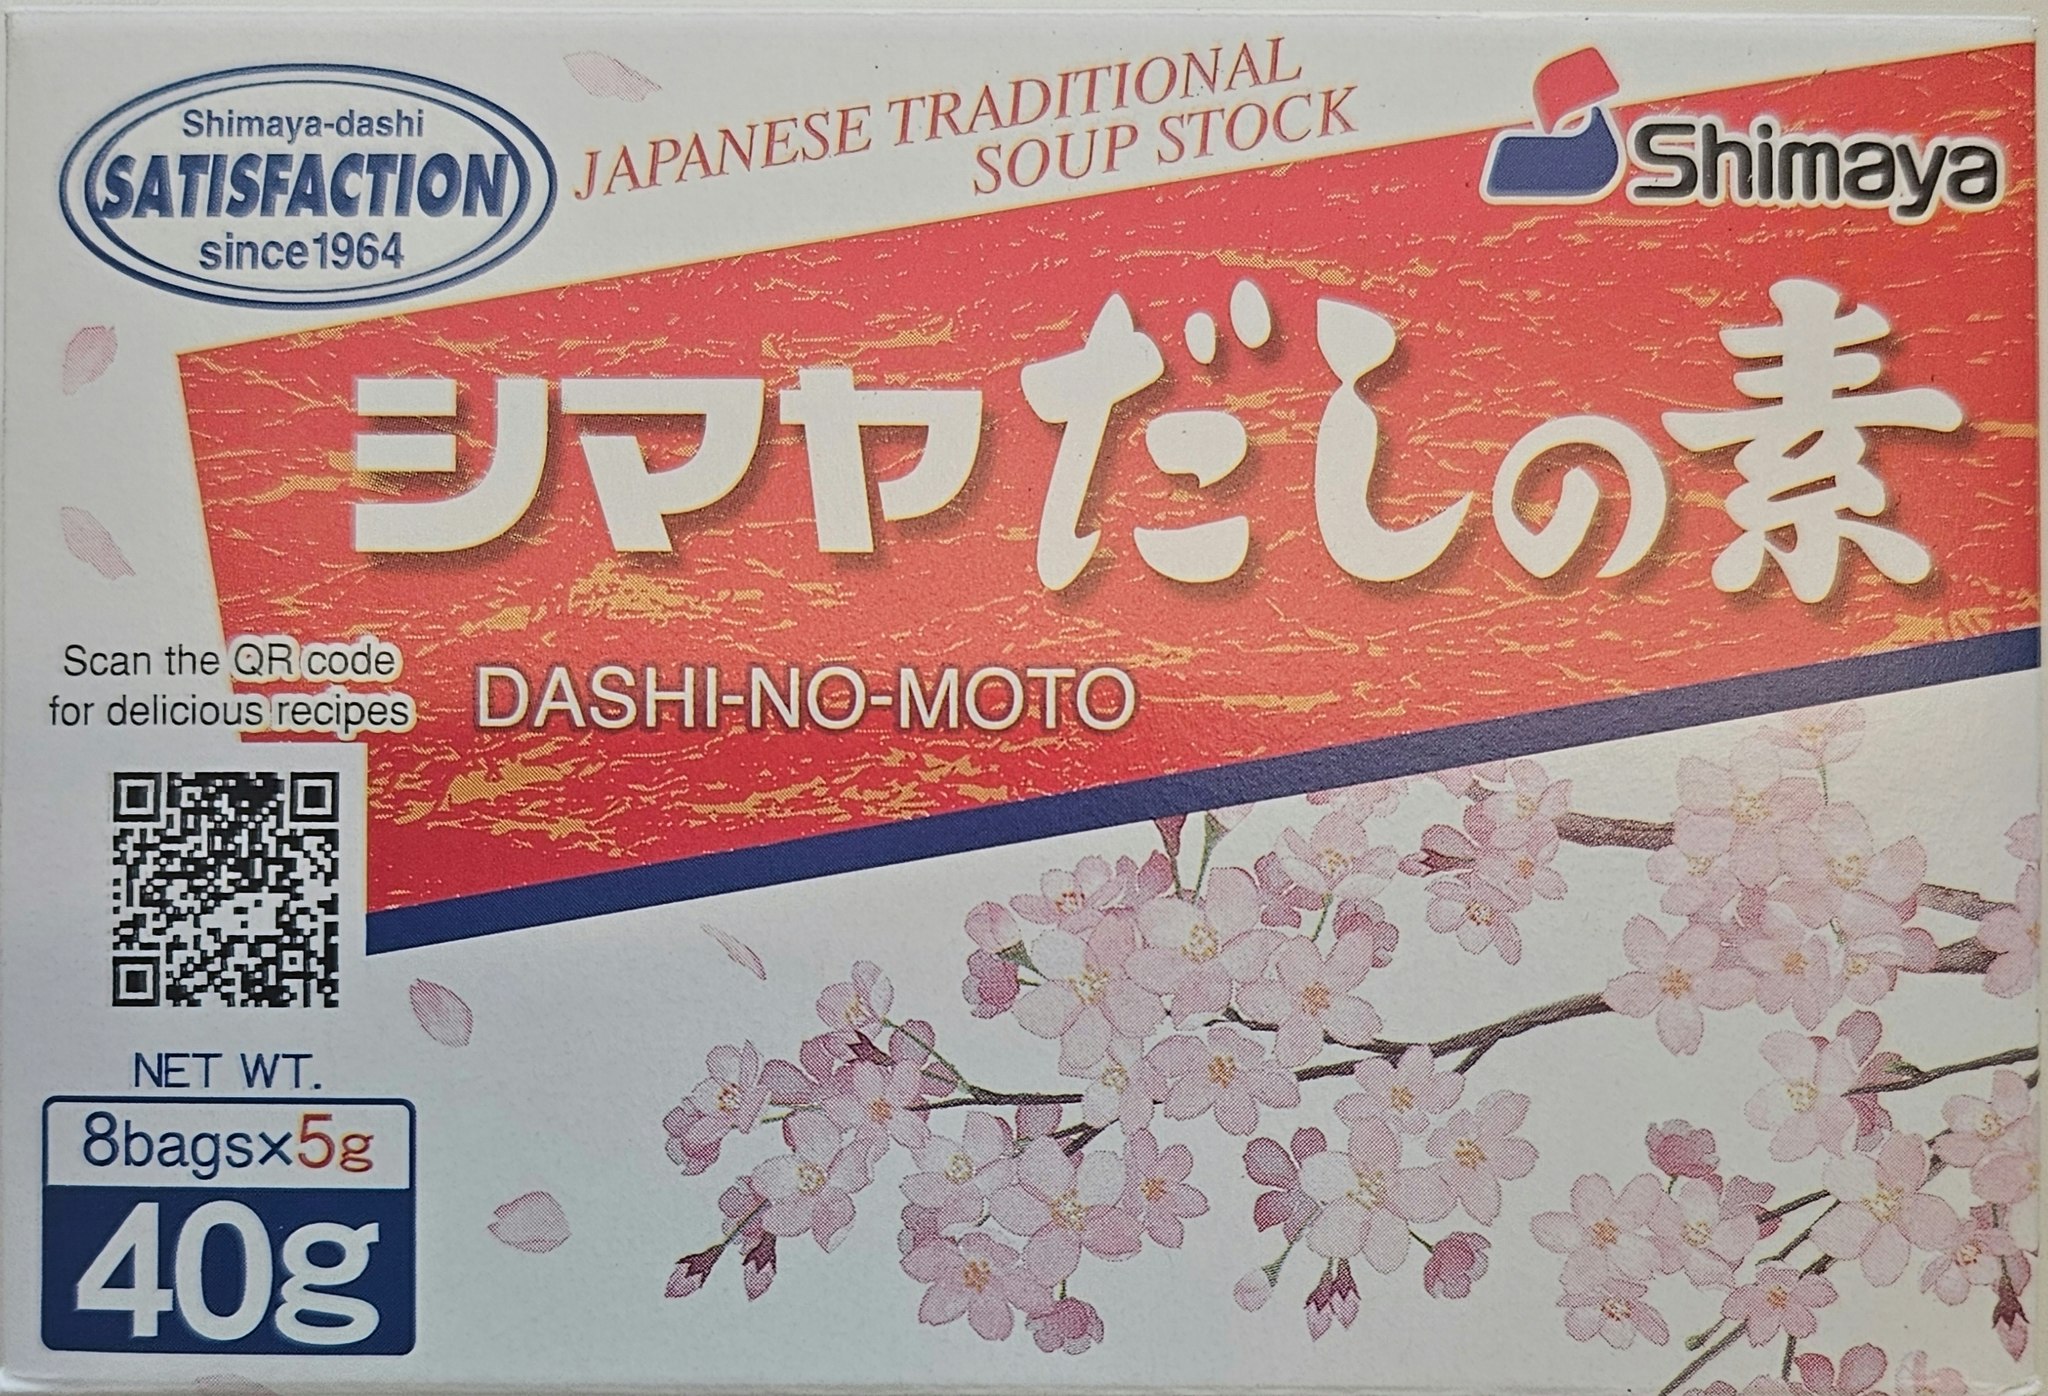 Shimaya-dashi
SATISFACTION
since1964
JAPANESE TRADITIONAL
SOUP STOCK
Shimaya
シマヤだしの素
DASHI-NO-MOTO
Scan the QR code
for delicious recipes
NET WT.
8bags×5g
40g